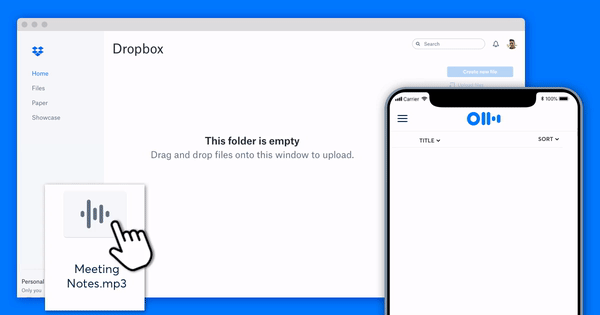 Dropbox
Search
Home
Files
Paper
Showcase
Create new file
This folder is empty
Drag and drop files onto this window to upload.
Personal
Only you
Meeting
Notes.mp3
Carrier
100%
TITLE
SORT